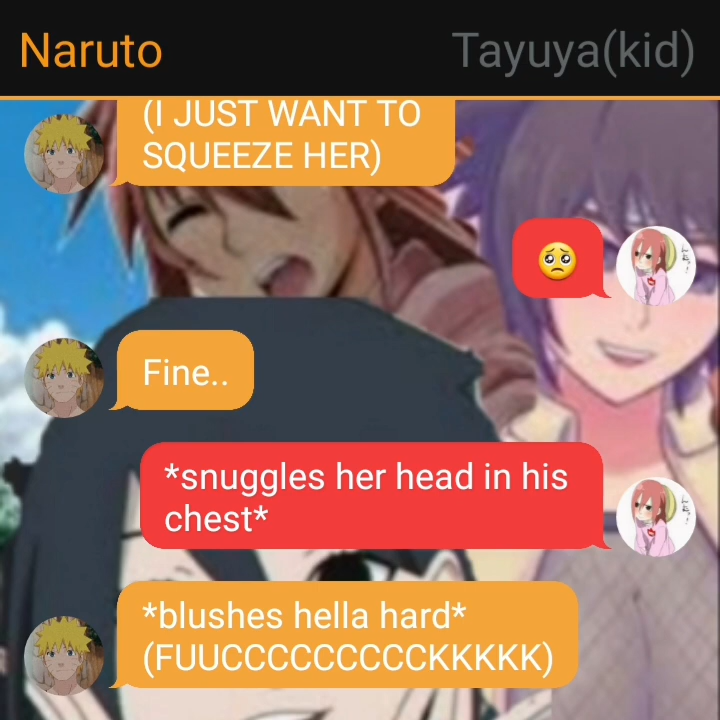 Naruto
Tayuya(kid)
(I JUST WANT TO
SQUEEZE HER)
Fine..
*snuggles her head in his
chest*
*blushes hella hard*
(FUUCCCCCCCCCKKKKK)